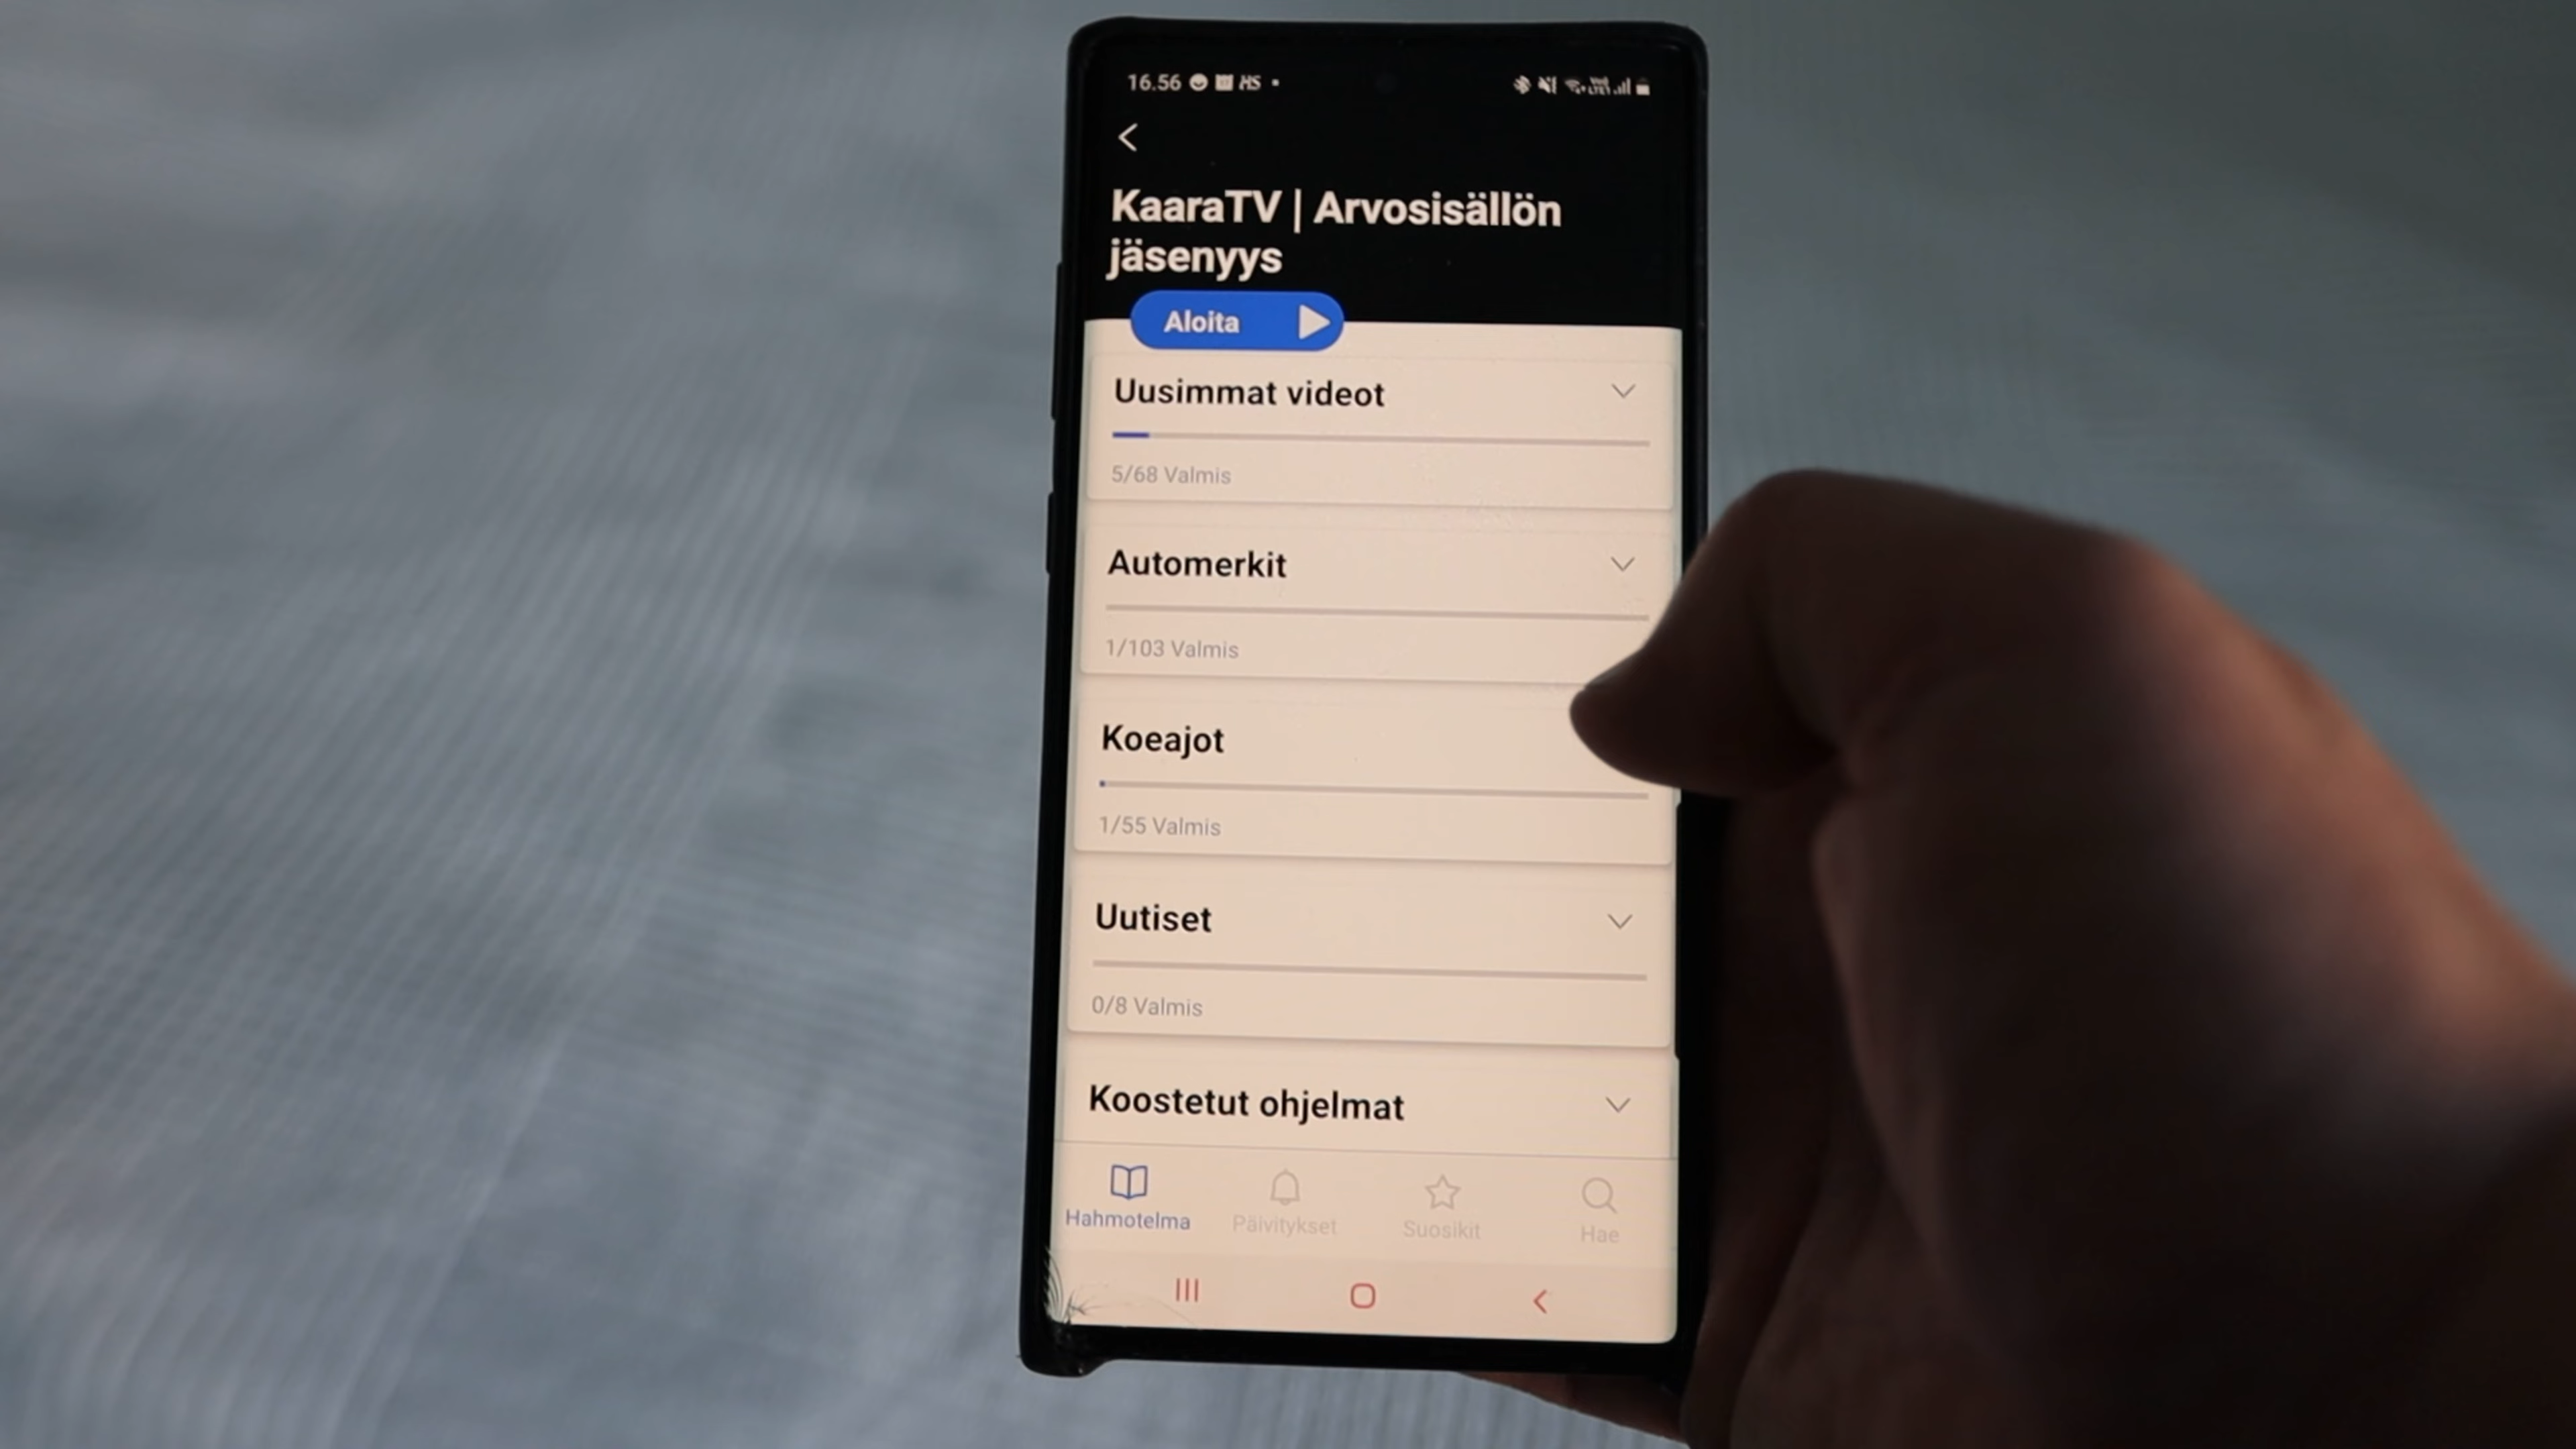 16.56 HS
KaaraTV | Arvosisällön
jäsenyys
Aloita
Uusimmat videot
5/68 Valmis
Automerkit
1/103 Valmis
Koeajot
1/55 Valmis
Uutiset
0/8 Valmis
Koostetut ohjelmat
Hahmotelma
Päivitykset
Suosikit
Hae